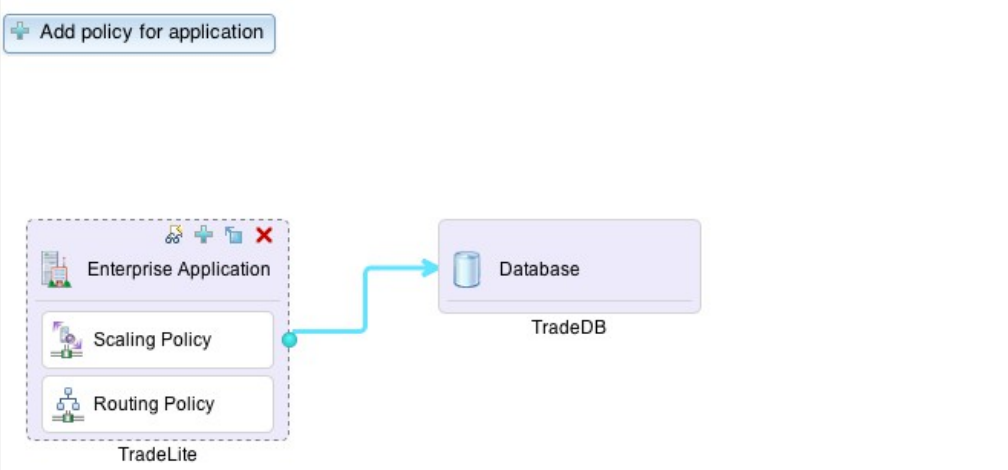 Add policy for application
Enterprise Application
Database
Scaling Policy
TradeDB
Routing Policy
TradeLite